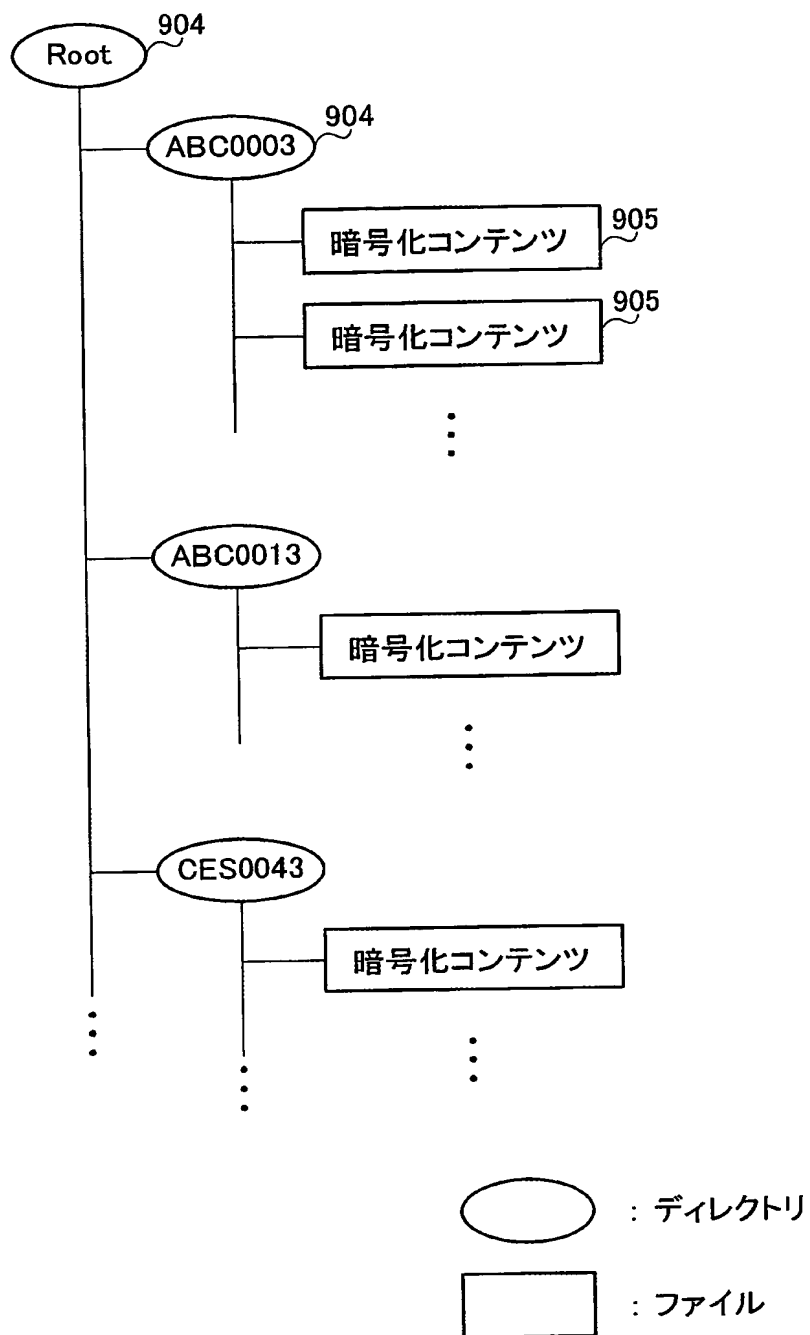 Root
904
ABC0003
904
暗号化コンテンツ
905
暗号化コンテンツ
905
ABC0013
暗号化コンテンツ
CES0043
暗号化コンテンツ
: ディレクトリ
: ファイル